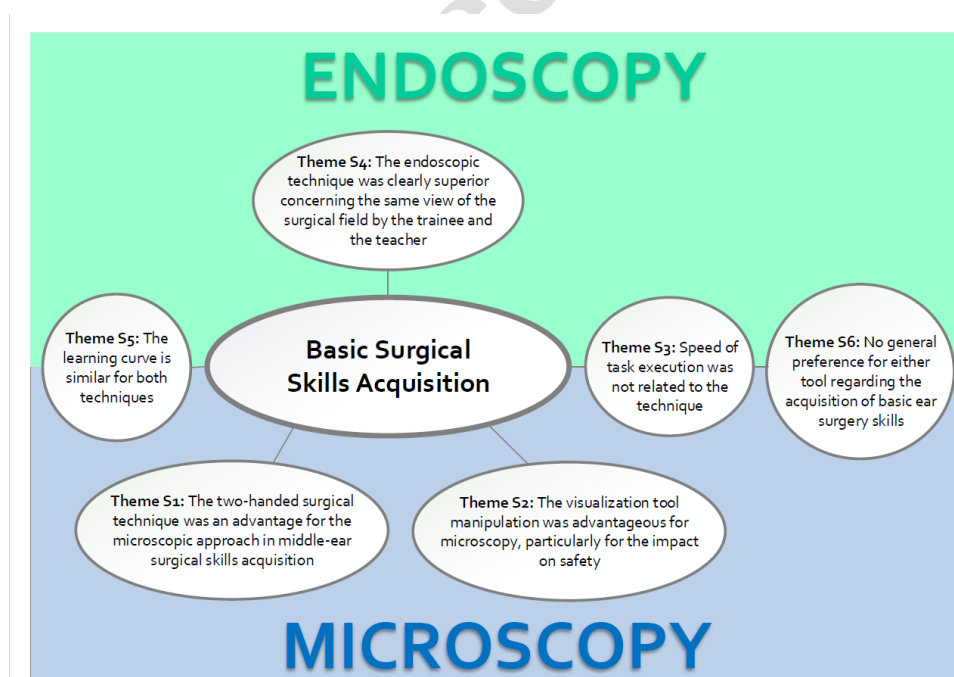 ENDOSCOPY
Theme S4: The endoscopic
technique was clearly superior
concerning the same view of the
surgical field by the trainee and
the teacher
Theme S5: The
learning curve is
similar for both
techniques
Basic Surgical
Skills Acquisition
Theme S3: Speed of
task execution was
not related to the
technique
Theme S6: No general
preference for either
tool regarding the
acquisition of basic ear
surgery skills
Theme S1: The two-handed surgical
technique was an advantage for the
microscopic approach in middle-ear
surgical skills acquisition
Theme S2: The visualization tool
manipulation was advantageous for
microscopy, particularly for the impact
on safety
MICROSCOPY